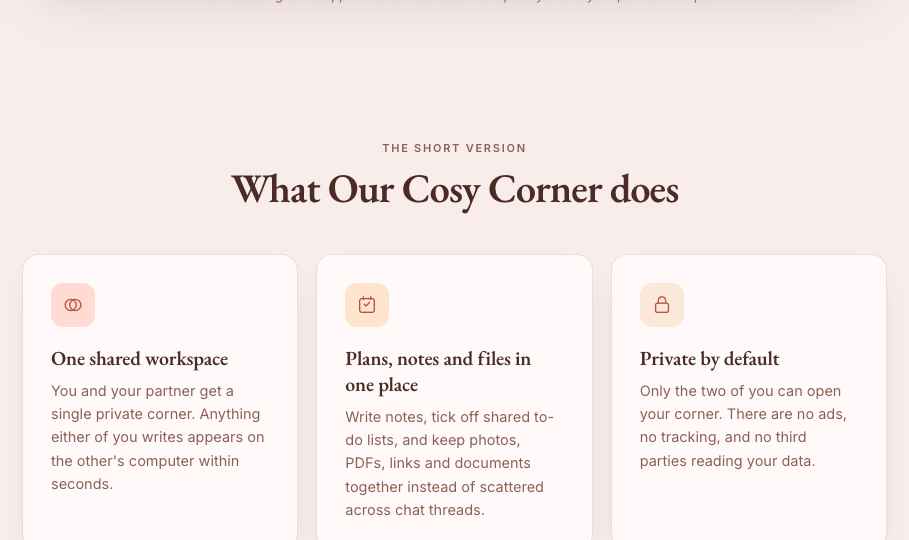 THE SHORT VERSION
What Our Cosy Corner does
One shared workspace
You and your partner get a
single private corner. Anything
either of you writes appears on
the other's computer within
seconds.
Plans, notes and files in
one place
Write notes, tick off shared to-
do lists, and keep photos,
PDFs, links and documents
together instead of scattered
across chat threads.
Private by default
Only the two of you can open
your corner. There are no ads,
no tracking, and no third
parties reading your data.